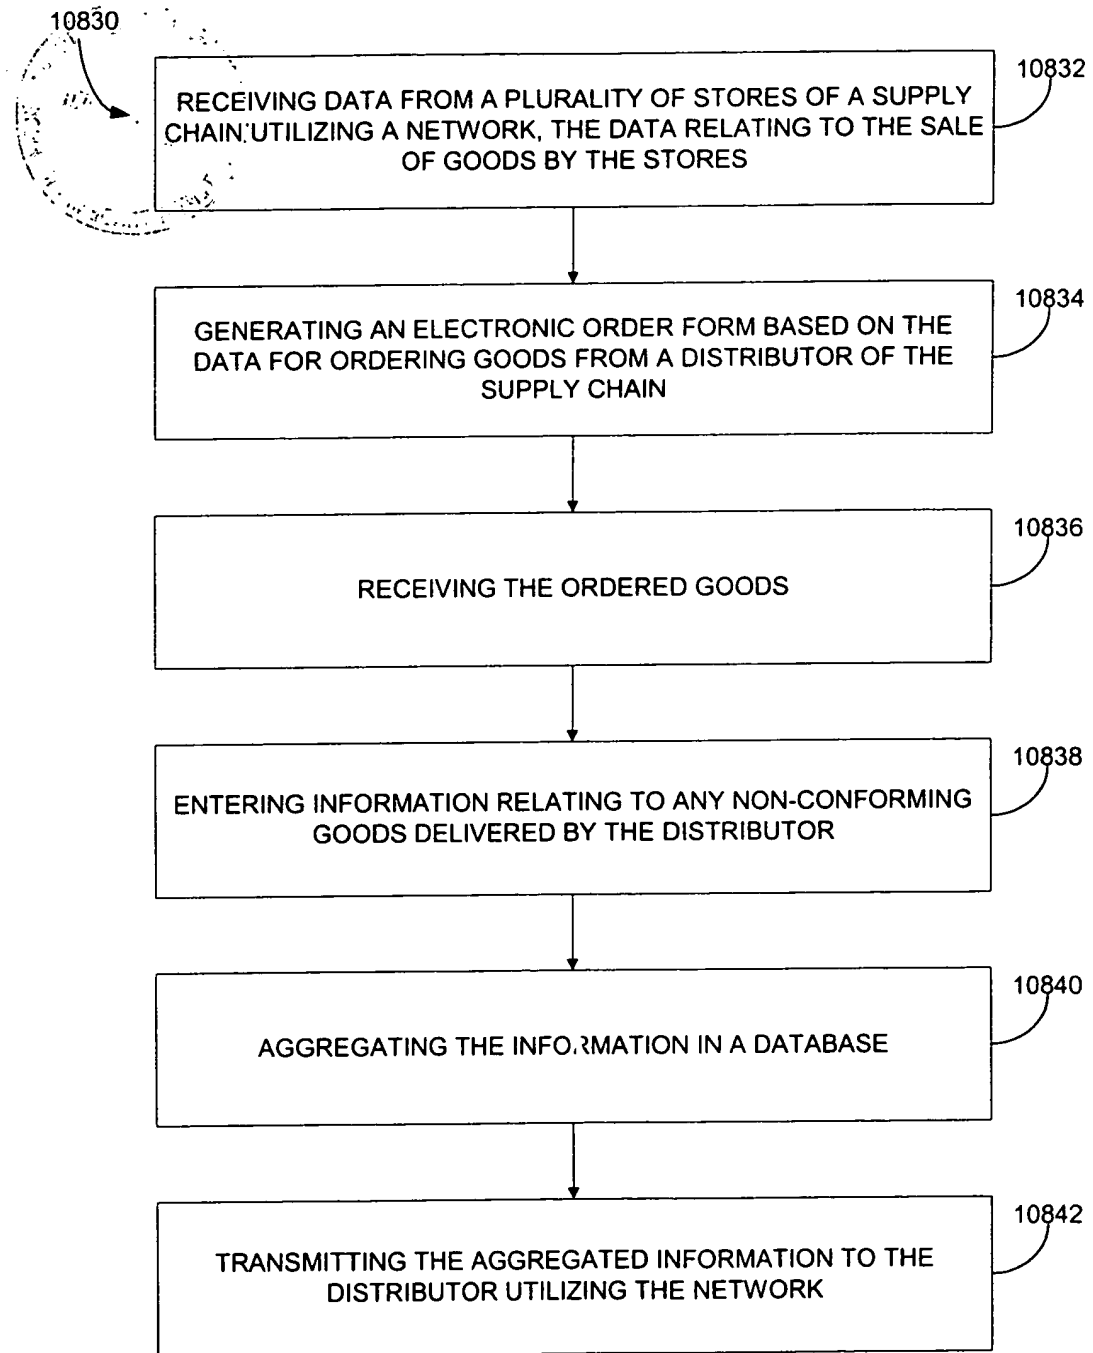 10830
10832
RECEIVING DATA FROM A PLURALITY OF STORES OF A SUPPLY
CHAIN UTILIZING A NETWORK, THE DATA RELATING TO THE SALE
OF GOODS BY THE STORES
10834
GENERATING AN ELECTRONIC ORDER FORM BASED ON THE
DATA FOR ORDERING GOODS FROM A DISTRIBUTOR OF THE
SUPPLY CHAIN
10836
RECEIVING THE ORDERED GOODS
10838
ENTERING INFORMATION RELATING TO ANY NON-CONFORMING
GOODS DELIVERED BY THE DISTRIBUTOR
10840
AGGREGATING THE INFORMATION IN A DATABASE
10842
TRANSMITTING THE AGGREGATED INFORMATION TO THE
DISTRIBUTOR UTILIZING THE NETWORK